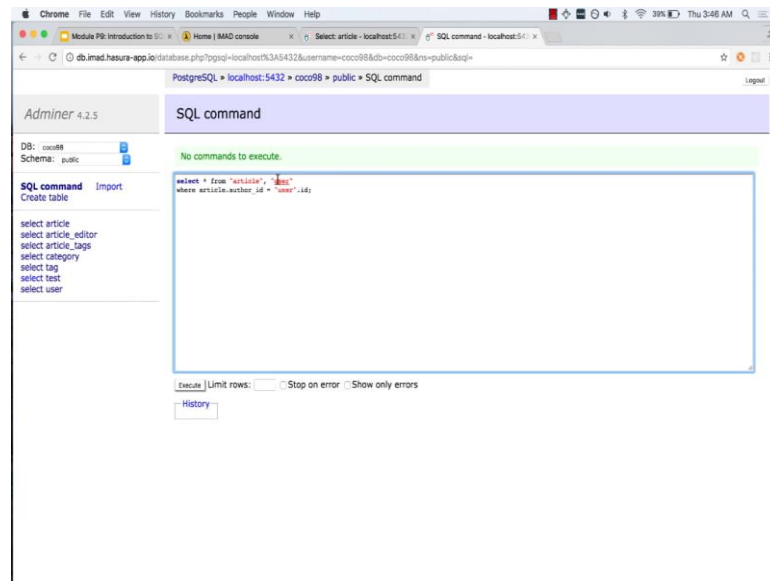 Chrome File Edit View History Bookmarks People Window Help 39% Thu 3:46 AM
Module P9: Introduction to SQ Home | IMAD console Select: article - localhost:543 SQL command - localhost:54
db.imad.hasura-app.io/database.php?pgsql=localhost%3A5432&username=coco98&db=coco98&ns=public&sql=
PostgreSQL » localhost:5432 » coco98 » public » SQL command
Logout
Adminer 4.2.5
SQL command
DB: coco98
Schema: public
No commands to execute.
SQL command Import
Create table
select * from "article", "user"
where article.author_id = "user".id;
select article
select article_editor
select article_tags
select category
select tag
select test
select user
Execute Limit rows: Stop on error Show only errors
History